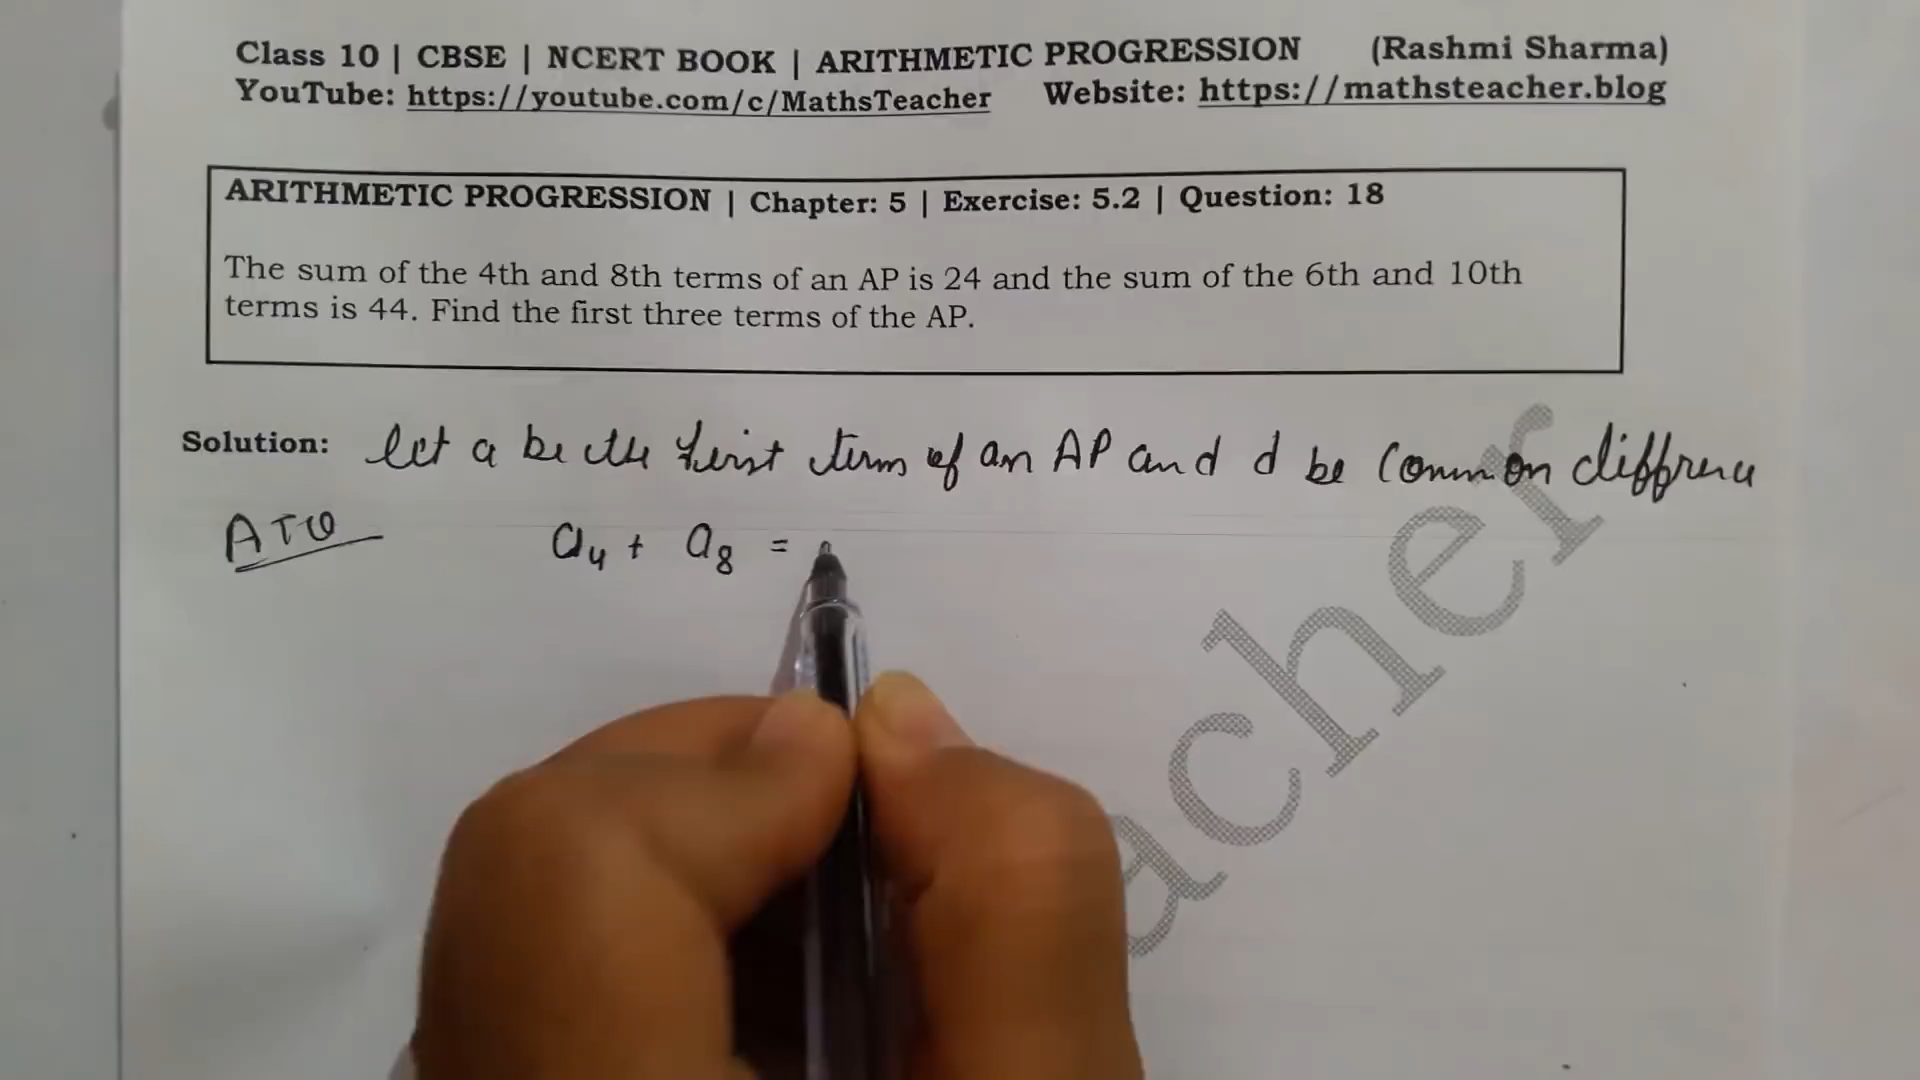 Class 10 | CBSE | NCERT BOOK | ARITHMETIC PROGRESSION (Rashmi Sharma)
YouTube: https://youtube.com/c/MathsTeacher Website: https://mathsteacher.blog
ARITHMETIC PROGRESSION | Chapter: 5 | Exercise: 5.2 | Question: 18
The sum of the 4th and 8th terms of an AP is 24 and the sum of the 6th and 10th
terms is 44. Find the first three terms of the AP.
Solution: let a be the first term of an AP and d be Common difference
ATQ a₄ + a₈ =
acher